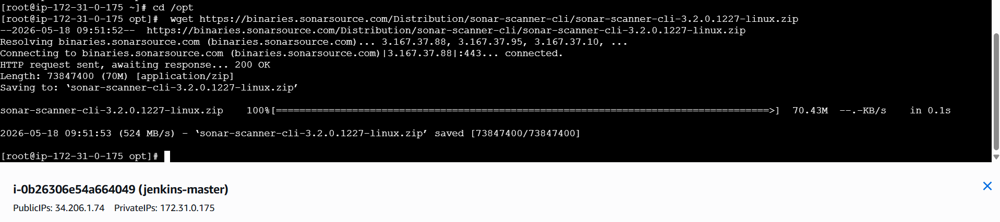 [root@ip-172-31-0-175 ~]# cd /opt
[root@ip-172-31-0-175 opt]#  wget https://binaries.sonarsource.com/Distribution/sonar-scanner-cli/sonar-scanner-cli-3.2.0.1227-linux.zip
--2026-05-18 09:51:52--  https://binaries.sonarsource.com/Distribution/sonar-scanner-cli/sonar-scanner-cli-3.2.0.1227-linux.zip
Resolving binaries.sonarsource.com (binaries.sonarsource.com)... 3.167.37.88, 3.167.37.95, 3.167.37.10, ...
Connecting to binaries.sonarsource.com (binaries.sonarsource.com)|3.167.37.88|:443... connected.
HTTP request sent, awaiting response... 200 OK
Length: 73847400 (70M) [application/zip]
Saving to: ‘sonar-scanner-cli-3.2.0.1227-linux.zip’
sonar-scanner-cli-3.2.0.1227-linux.zip    100%[=====================================================================================>]  70.43M  --.-KB/s    in 0.1s
2026-05-18 09:51:53 (524 MB/s) - ‘sonar-scanner-cli-3.2.0.1227-linux.zip’ saved [73847400/73847400]
[root@ip-172-31-0-175 opt]#
i-0b26306e54a664049 (jenkins-master)
PublicIPs: 34.206.1.74    PrivateIPs: 172.31.0.175